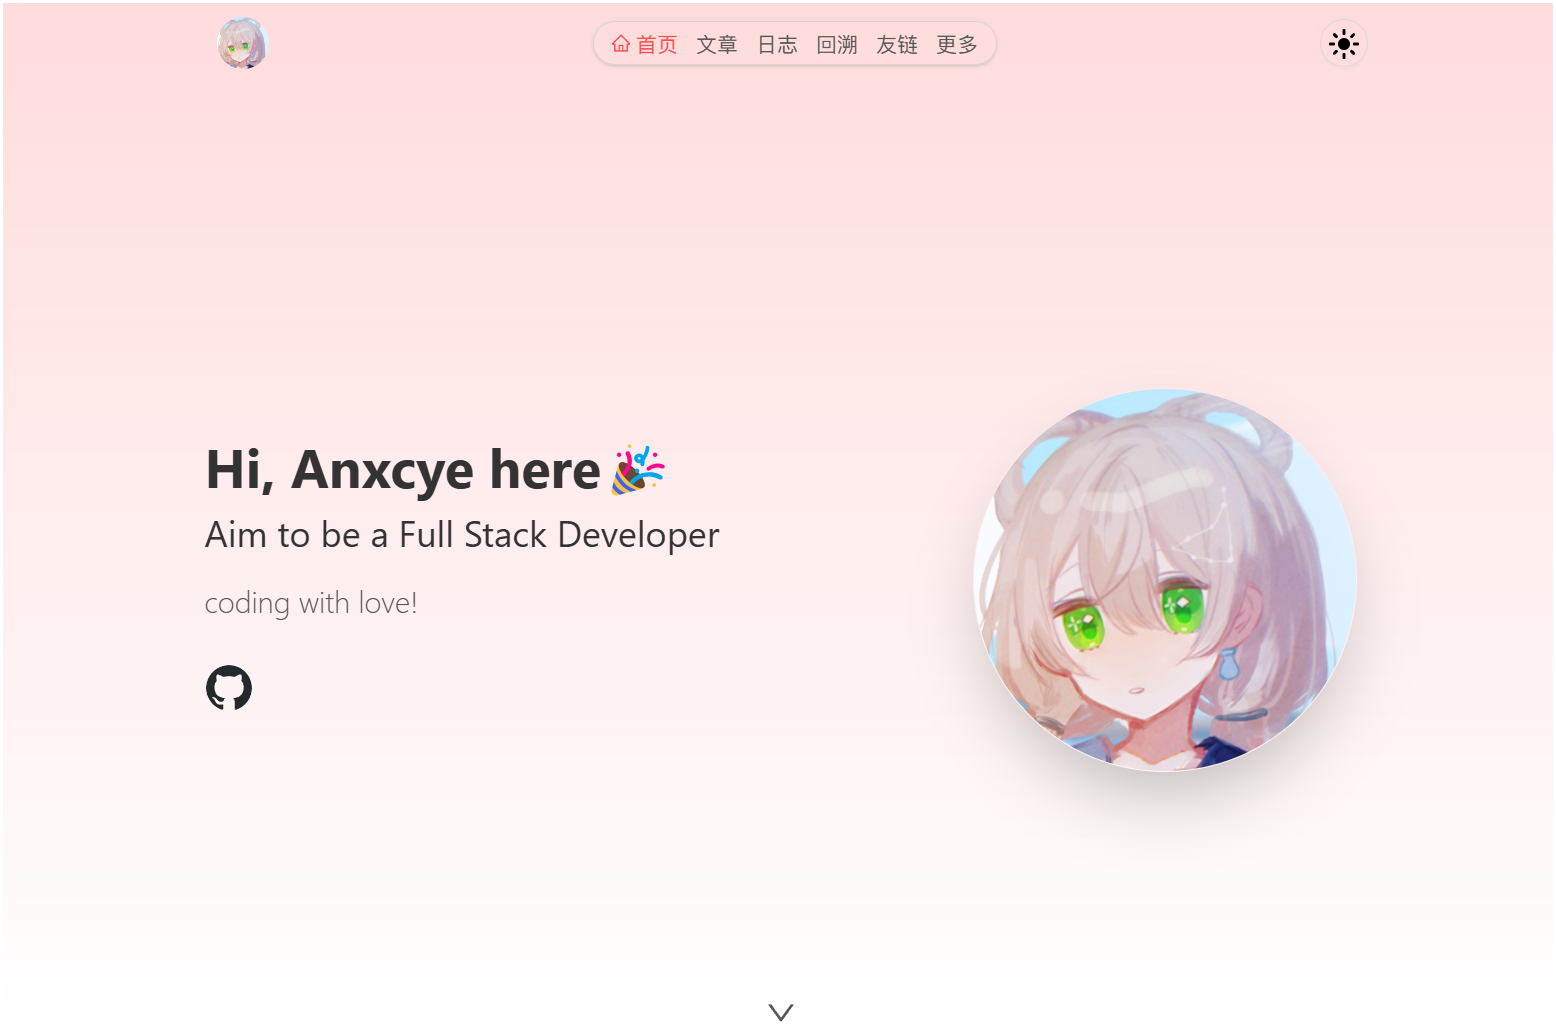 首页 文章 日志 回溯 友链 更多
Hi, Anxcye here🎉
Aim to be a Full Stack Developer
coding with love!